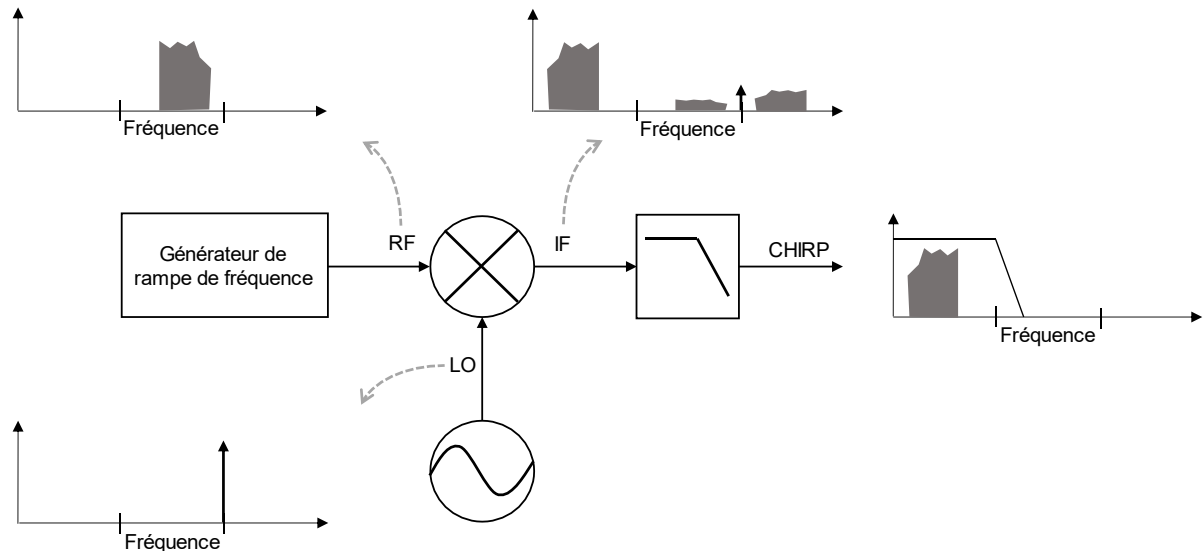 Fréquence
Fréquence
Générateur de
rampe de fréquence
RF
IF
CHIRP
Fréquence
LO
Fréquence